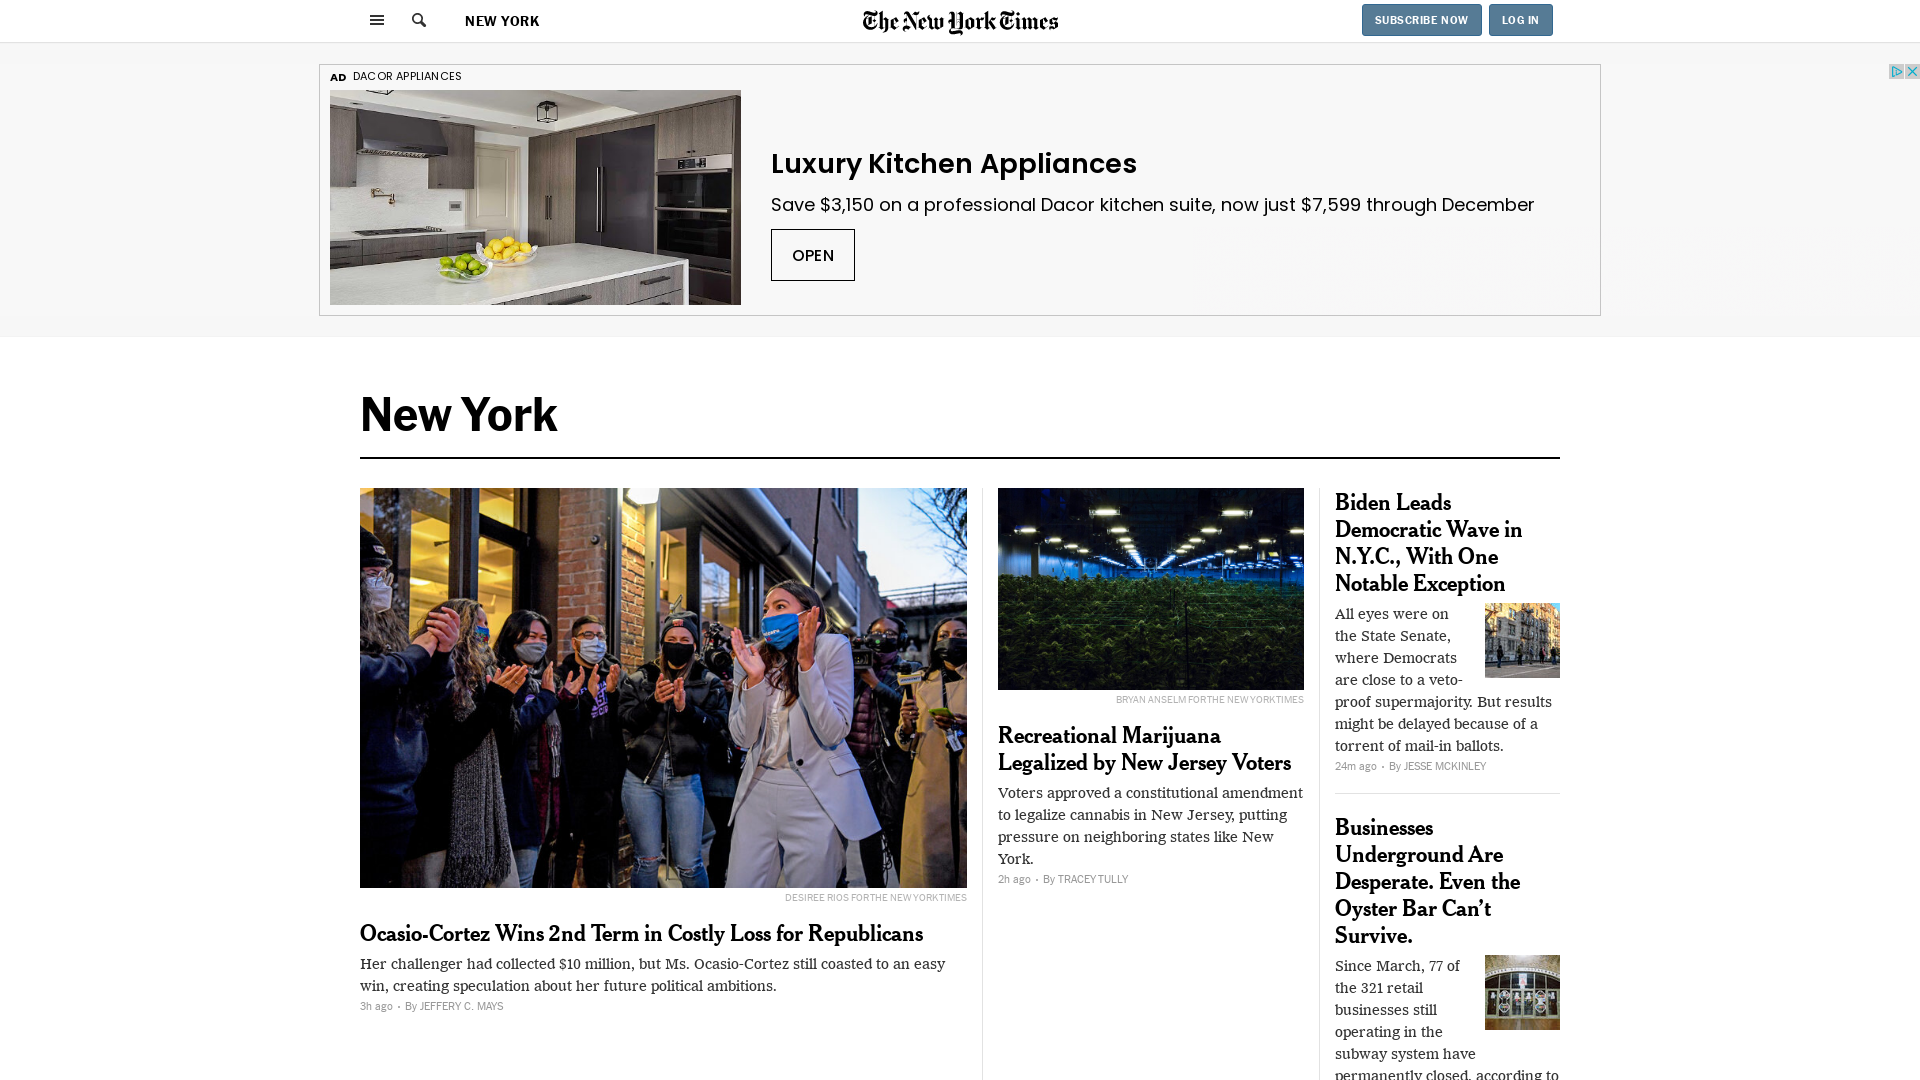 NEW YORK
The New York Times
SUBSCRIBE NOW
LOG IN
AD DACOR APPLIANCES
Luxury Kitchen Appliances
Save $3,150 on a professional Dacor kitchen suite, now just $7,599 through December
OPEN
New York
DESIREE RIOS FOR THE NEW YORK TIMES
Ocasio-Cortez Wins 2nd Term in Costly Loss for Republicans
Her challenger had collected $10 million, but Ms. Ocasio-Cortez still coasted to an easy
win, creating speculation about her future political ambitions.
3h ago · By JEFFERY C. MAYS
BRYAN ANSELM FOR THE NEW YORK TIMES
Recreational Marijuana
Legalized by New Jersey Voters
Voters approved a constitutional amendment
to legalize cannabis in New Jersey, putting
pressure on neighboring states like New
York.
2h ago · By TRACEY TULLY
Biden Leads
Democratic Wave in
N.Y.C., With One
Notable Exception
All eyes were on
the State Senate,
where Democrats
are close to a veto-
proof supermajority. But results
might be delayed because of a
torrent of mail-in ballots.
24m ago · By JESSE MCKINLEY
Businesses
Underground Are
Desperate. Even the
Oyster Bar Can't
Survive.
Since March, 77 of
the 321 retail
businesses still
operating in the
subway system have
permanently closed, according to